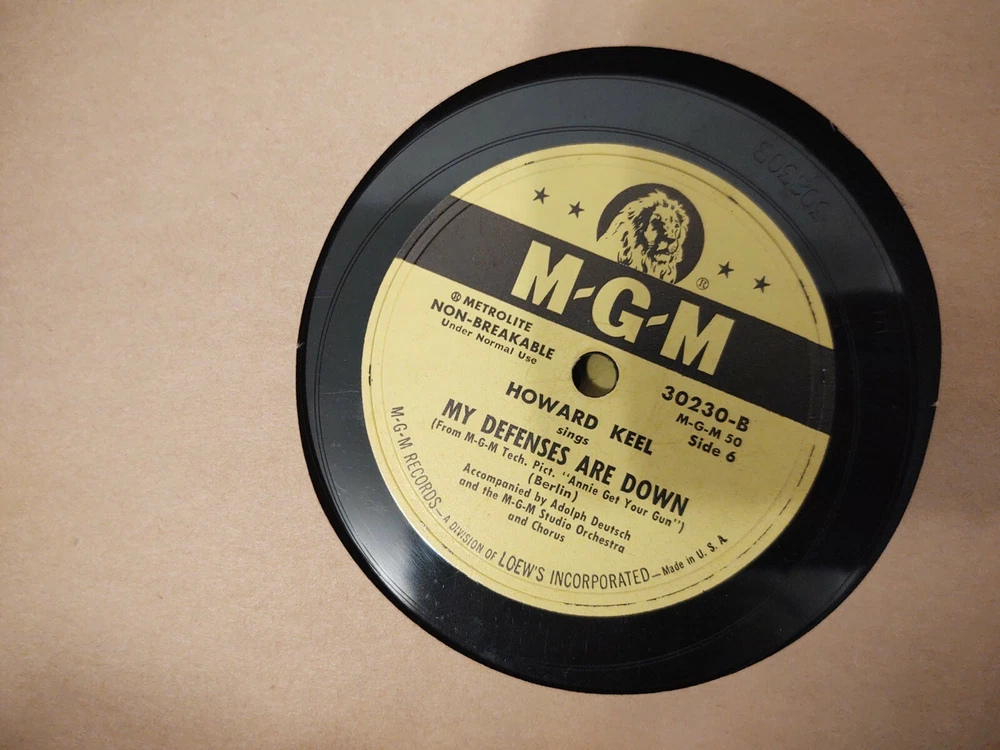 M-G-M
®
Ⓡ METROLITE
NON-BREAKABLE
Under Normal Use
30230-B
M-G-M 50
Side 6
HOWARD KEEL
sings
MY DEFENSES ARE DOWN
(From M-G-M Tech. Pict. "Annie Get Your Gun")
(Berlin)
Accompanied by Adolph Deutsch
and the M-G-M Studio Orchestra
and Chorus
M-G-M RECORDS—A DIVISION OF LOEW'S INCORPORATED—Made in U. S. A.